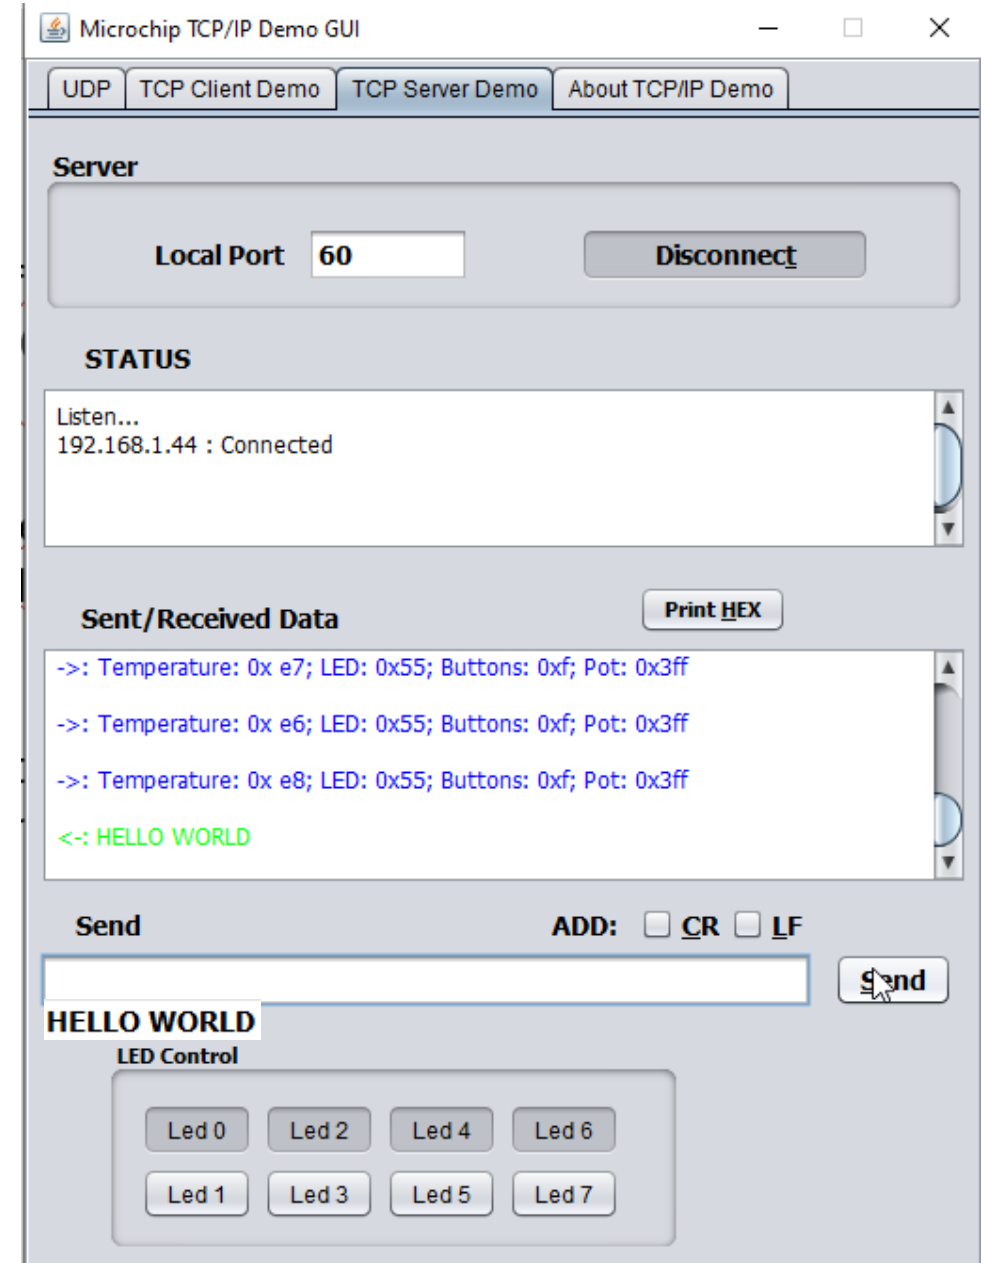 Microchip TCP/IP Demo GUI
UDP TCP Client Demo TCP Server Demo About TCP/IP Demo
Server
Local Port 60 Disconnect
STATUS
Listen...
192.168.1.44 : Connected
Sent/Received Data Print HEX
->: Temperature: 0x e7; LED: 0x55; Buttons: 0xf; Pot: 0x3ff
->: Temperature: 0x e6; LED: 0x55; Buttons: 0xf; Pot: 0x3ff
->: Temperature: 0x e8; LED: 0x55; Buttons: 0xf; Pot: 0x3ff
<-: HELLO WORLD
Send ADD: CR LF
Send
HELLO WORLD
LED Control
Led 0 Led 2 Led 4 Led 6
Led 1 Led 3 Led 5 Led 7